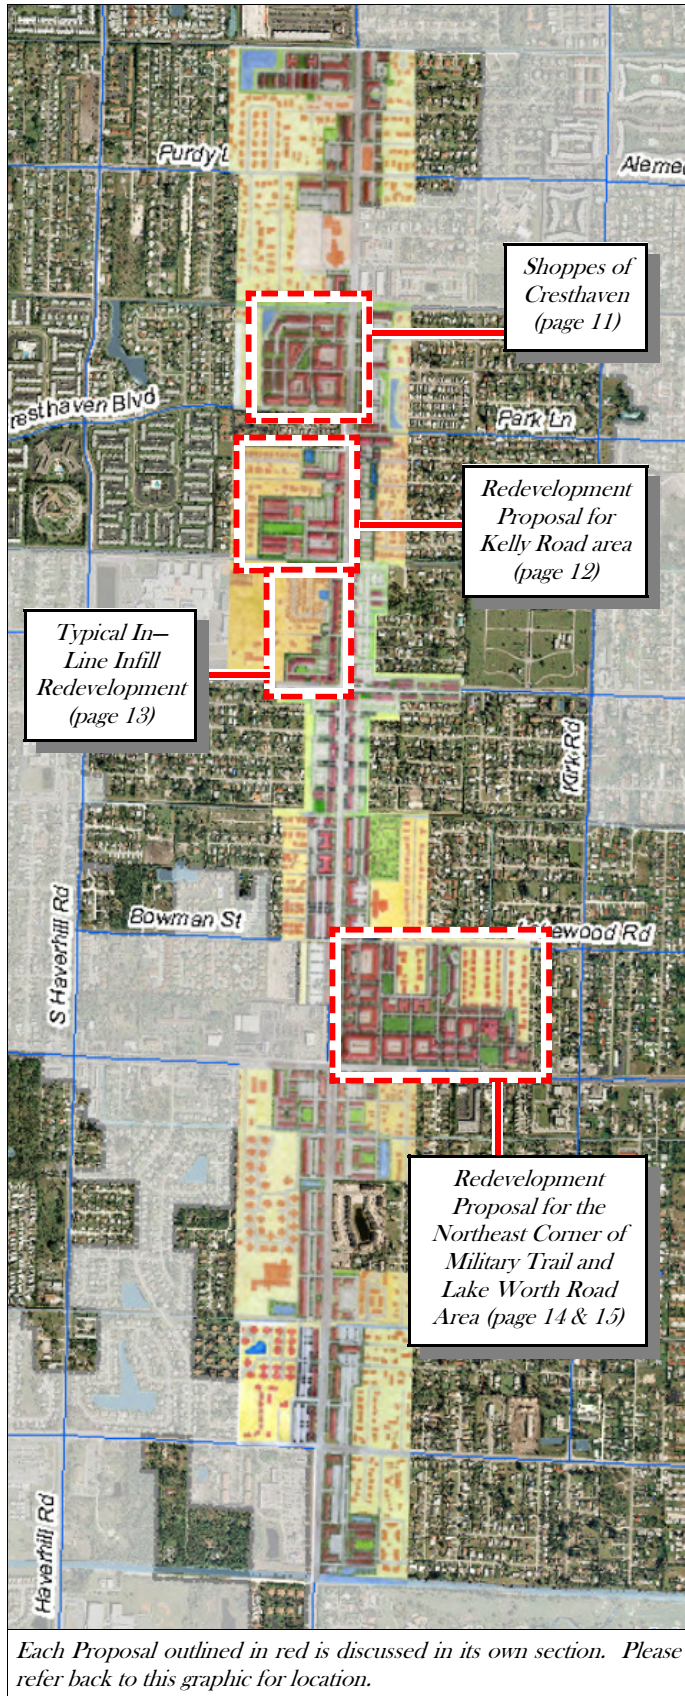 Purdy L
Aleme
Shoppes of
Cresthaven
(page 11)
resthaven Blvd
Park Ln
Redevelopment
Proposal for
Kelly Road area
(page 12)
Typical In—
Line Infill
Redevelopment
(page 13)
Kirk Rd
S Haverhill Rd
Bowman St
ewood Rd
Redevelopment
Proposal for the
Northeast Corner of
Military Trail and
Lake Worth Road
Area (page 14 & 15)
Haverhill Rd
Each Proposal outlined in red is discussed in its own section. Please
refer back to this graphic for location.